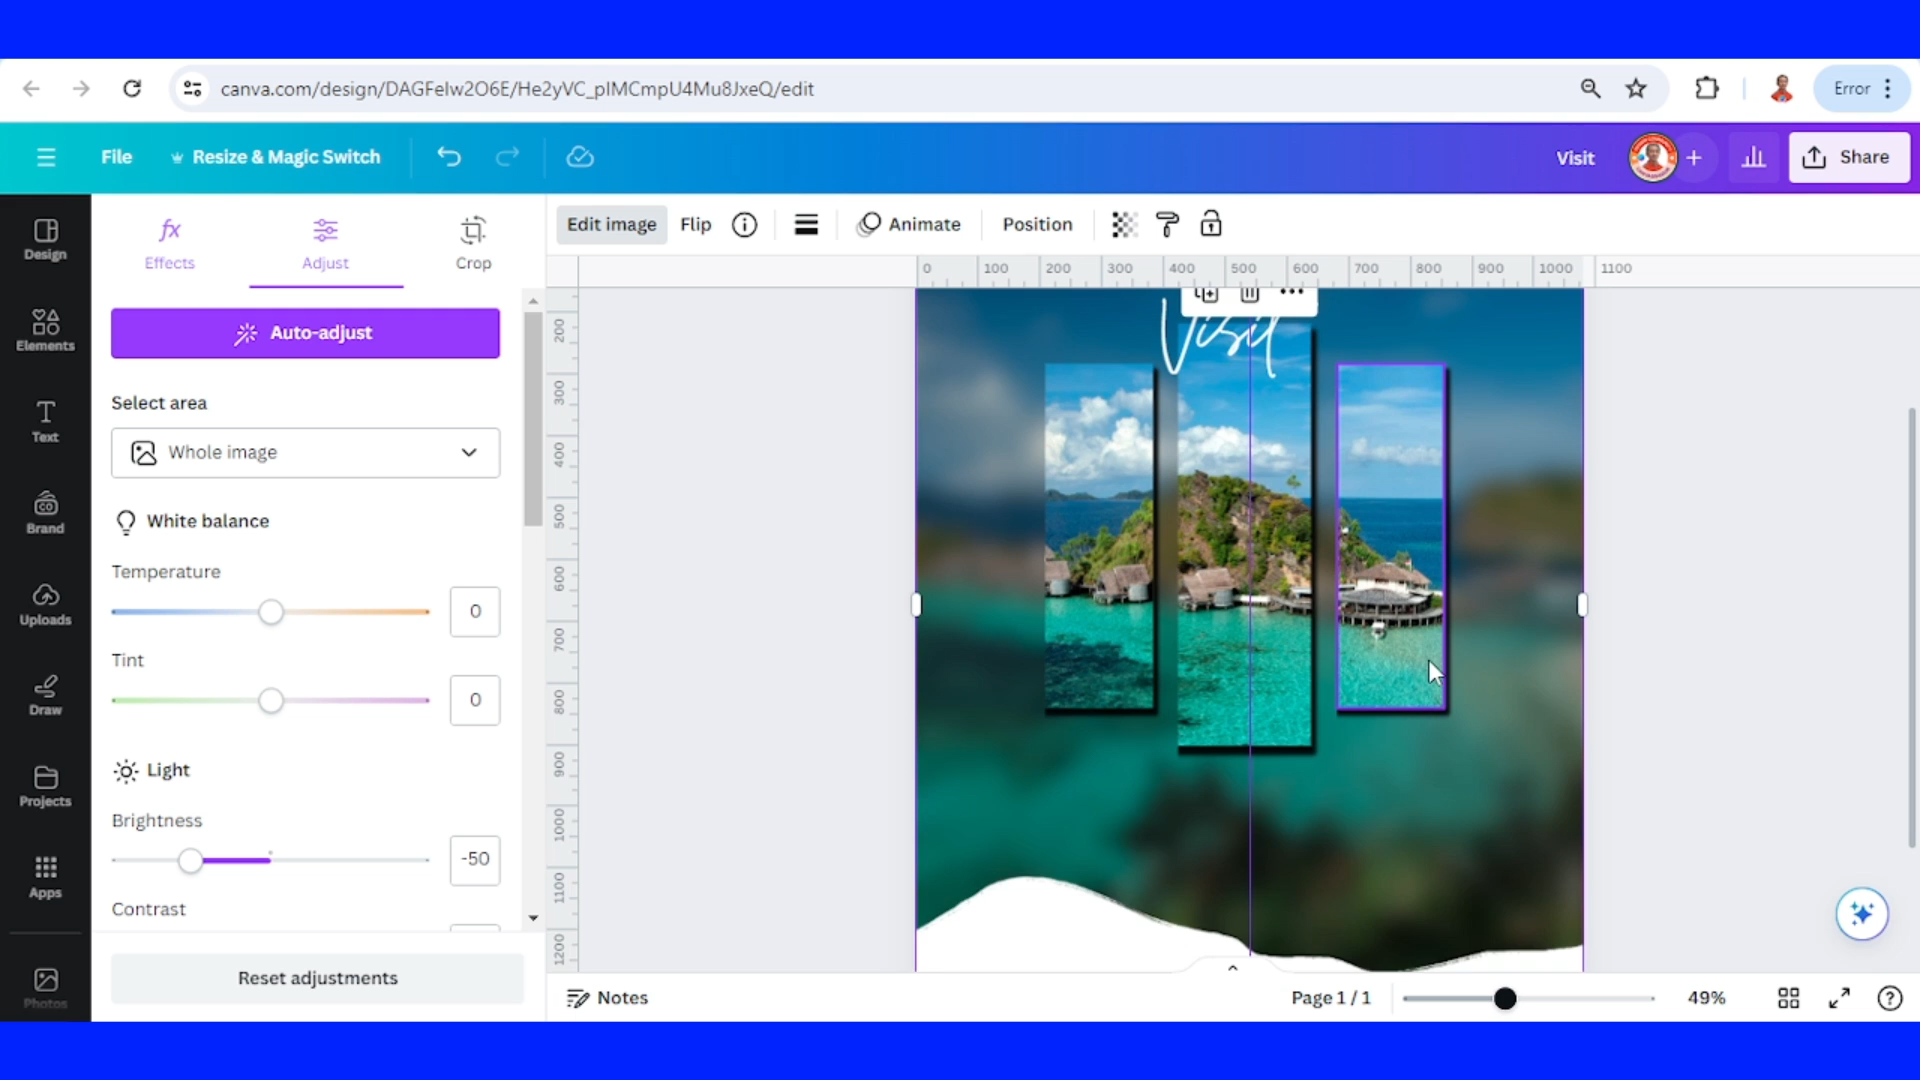 canva.com/design/DAGFeIw2O6E/He2yVC_pIMCmpU4Mu8JxeQ/edit
Error
File
Resize & Magic Switch
Visit
Share
Design
Elements
Text
Brand
Uploads
Draw
Projects
Apps
Photos
Effects
Adjust
Crop
Auto-adjust
Select area
Whole image
White balance
Temperature
0
Tint
0
Light
Brightness
-50
Contrast
Reset adjustments
Edit image
Flip
Animate
Position
0 100 200 300 400 500 600 700 800 900 1000 1100
200
300
400
500
600
700
800
900
1000
1100
1200
Visit
Notes
Page 1 / 1
49%